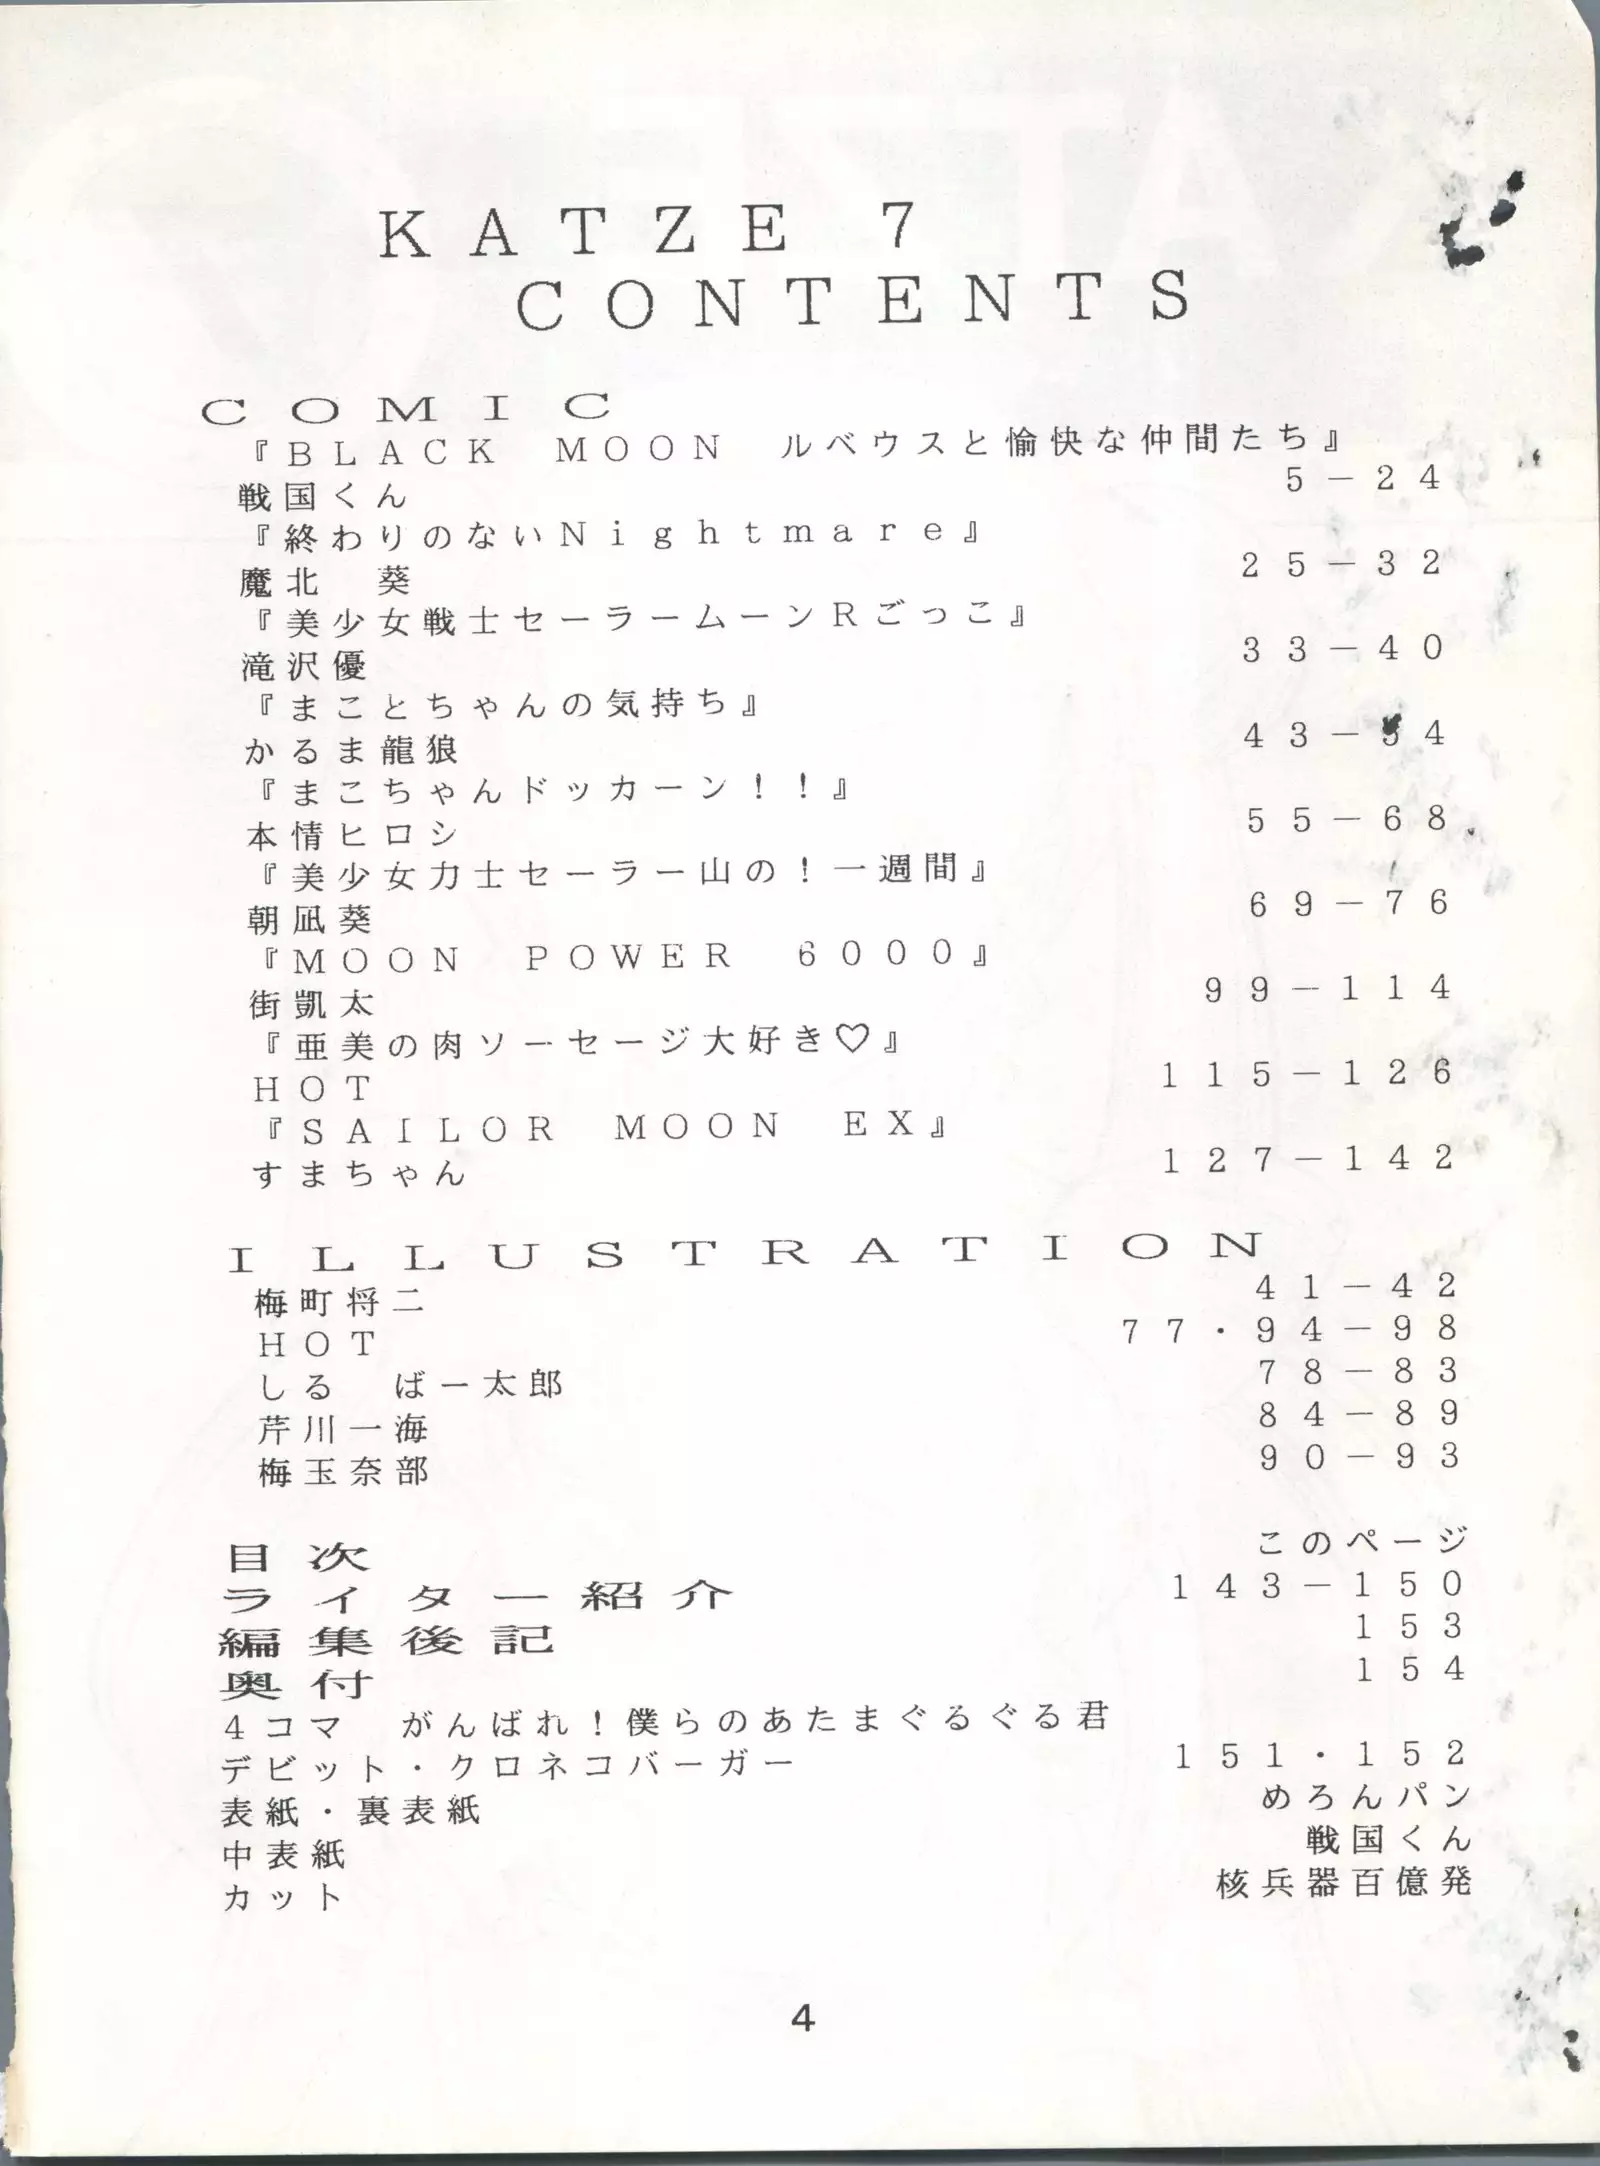 KATZE 7
CONTENTS
COMIC
『BLACK MOON ルベウスと愉快な仲間たち』
戦国くん 5-24
『終わりのないNightmare』
魔北 葵 25-32
『美少女戦士セーラームーンRごっこ』
滝沢優 33-40
『まことちゃんの気持ち』
かるま龍狼 43-54
『まこちゃんドッカーン!!』
本情ヒロシ 55-68
『美少女力士セーラー山の!一週間』
朝凪葵 69-76
『MOON POWER 6000』
街凱太 99-114
『亜美の肉ソーセージ大好き♡』
HOT 115-126
『SAILOR MOON EX』
すまちゃん 127-142
ILLUSTRATION
梅町将二 41-42
HOT 77・94-98
しる ばー太郎 78-83
芹川一海 84-89
梅玉奈部 90-93
目次 このページ
ライター紹介 143-150
編集後記 153
奥付 154
4コマ がんばれ!僕らのあたまぐるぐる君
デビット・クロネコバーガー 151・152
表紙・裏表紙 めろんパン
中表紙 戦国くん
カット 核兵器百億発
4